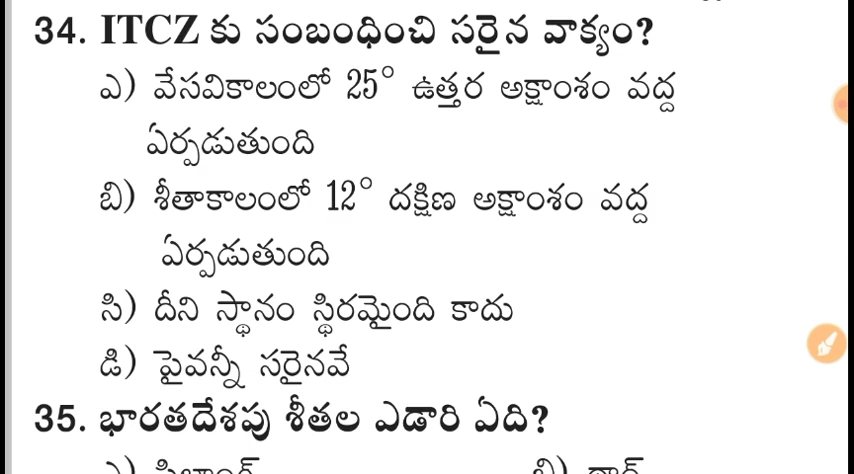 34. ITCZ కు సంబంధించి సరైన వాక్యం?
ఎ) వేసవికాలంలో 25° ఉత్తర అక్షాంశం వద్ద
ఏర్పడుతుంది
బి) శీతాకాలంలో 12° దక్షిణ అక్షాంశం వద్ద
ఏర్పడుతుంది
సి) దీని స్థానం స్థిరమైంది కాదు
డి) పైవన్నీ సరైనవే
35. భారతదేశపు శీతల ఎడారి ఏది?